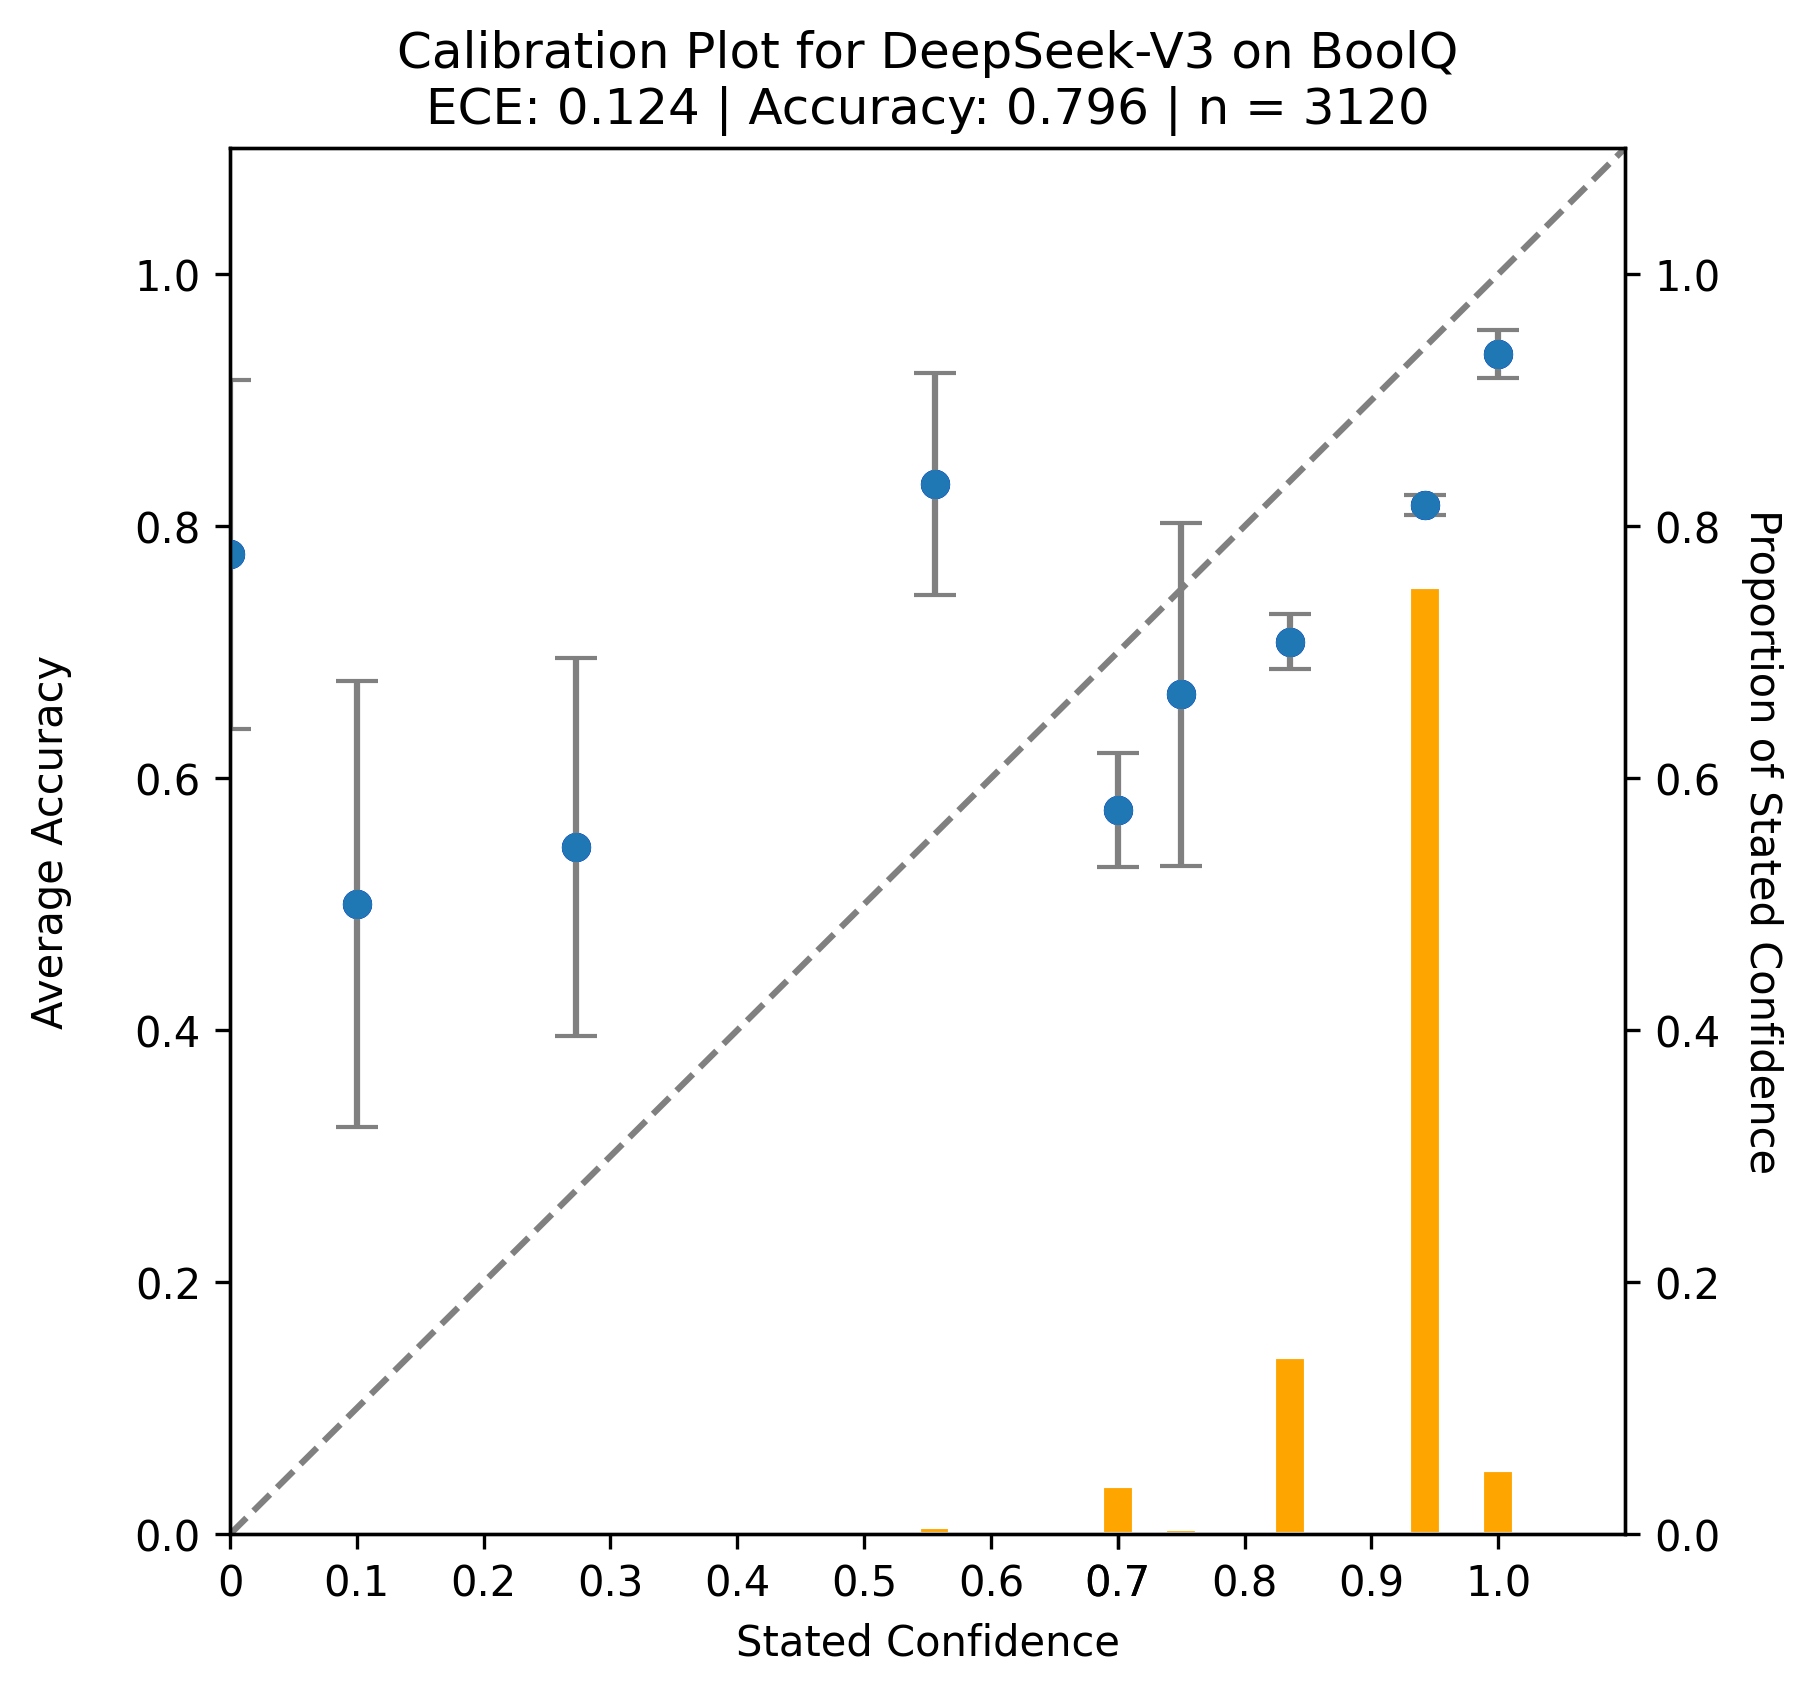 Calibration Plot for DeepSeek-V3 on BoolQ
ECE: 0.124 | Accuracy: 0.796 | n = 3120
Average Accuracy
1.0
0.8
0.6
0.4
0.2
0.0
0 0.1 0.2 0.3 0.4 0.5 0.6 0.7 0.8 0.9 1.0
Stated Confidence
1.0
0.8
0.6
0.4
0.2
0.0
Proportion of Stated Confidence